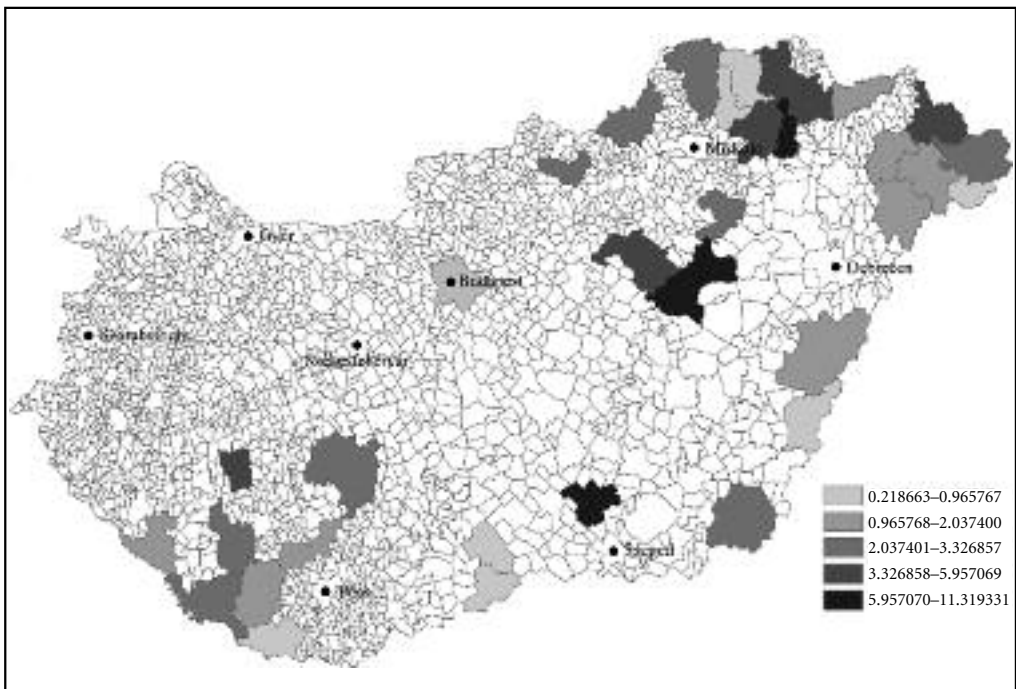 Miskolc
Győr
Debrecen
Budapest
Szombathely
Székesfehérvár
Szeged
Pécs
0.218663–0.965767
0.965768–2.037400
2.037401–3.326857
3.326858–5.957069
5.957070–11.319331